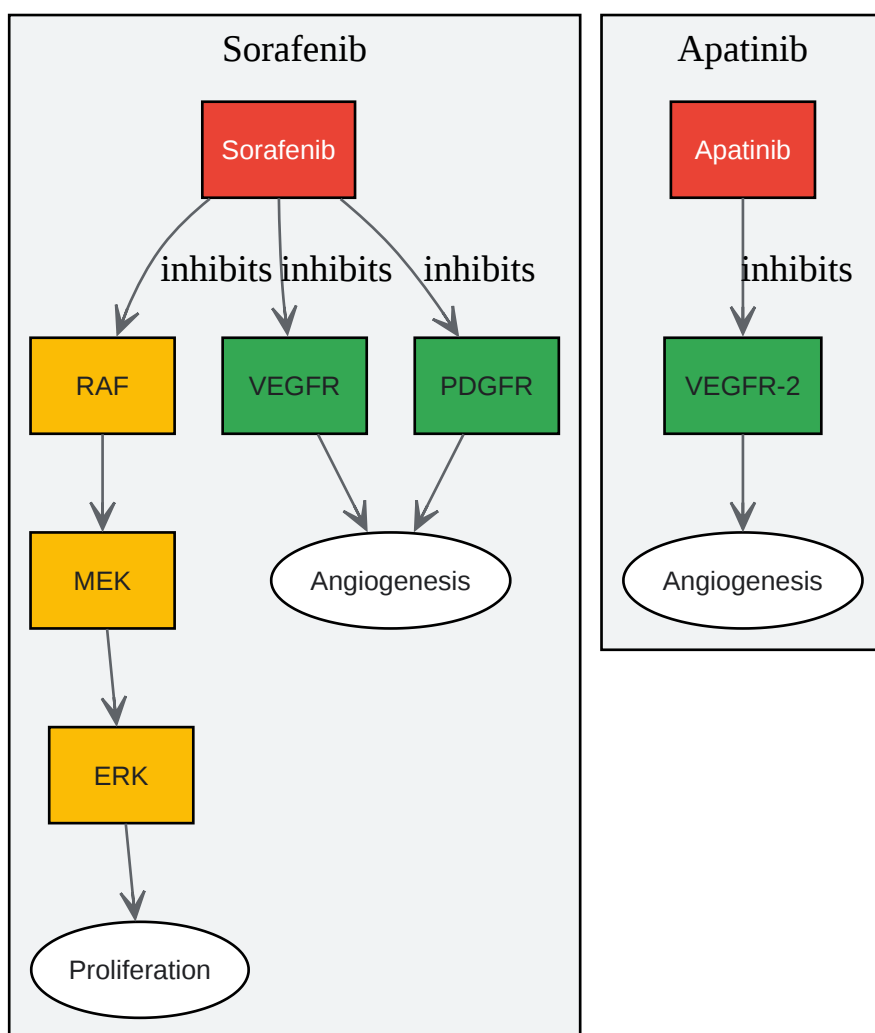 Sorafenib
Sorafenib
inhibits
inhibits
inhibits
RAF
VEGFR
PDGFR
MEK
Angiogenesis
ERK
Proliferation
Apatinib
Apatinib
inhibits
VEGFR-2
Angiogenesis